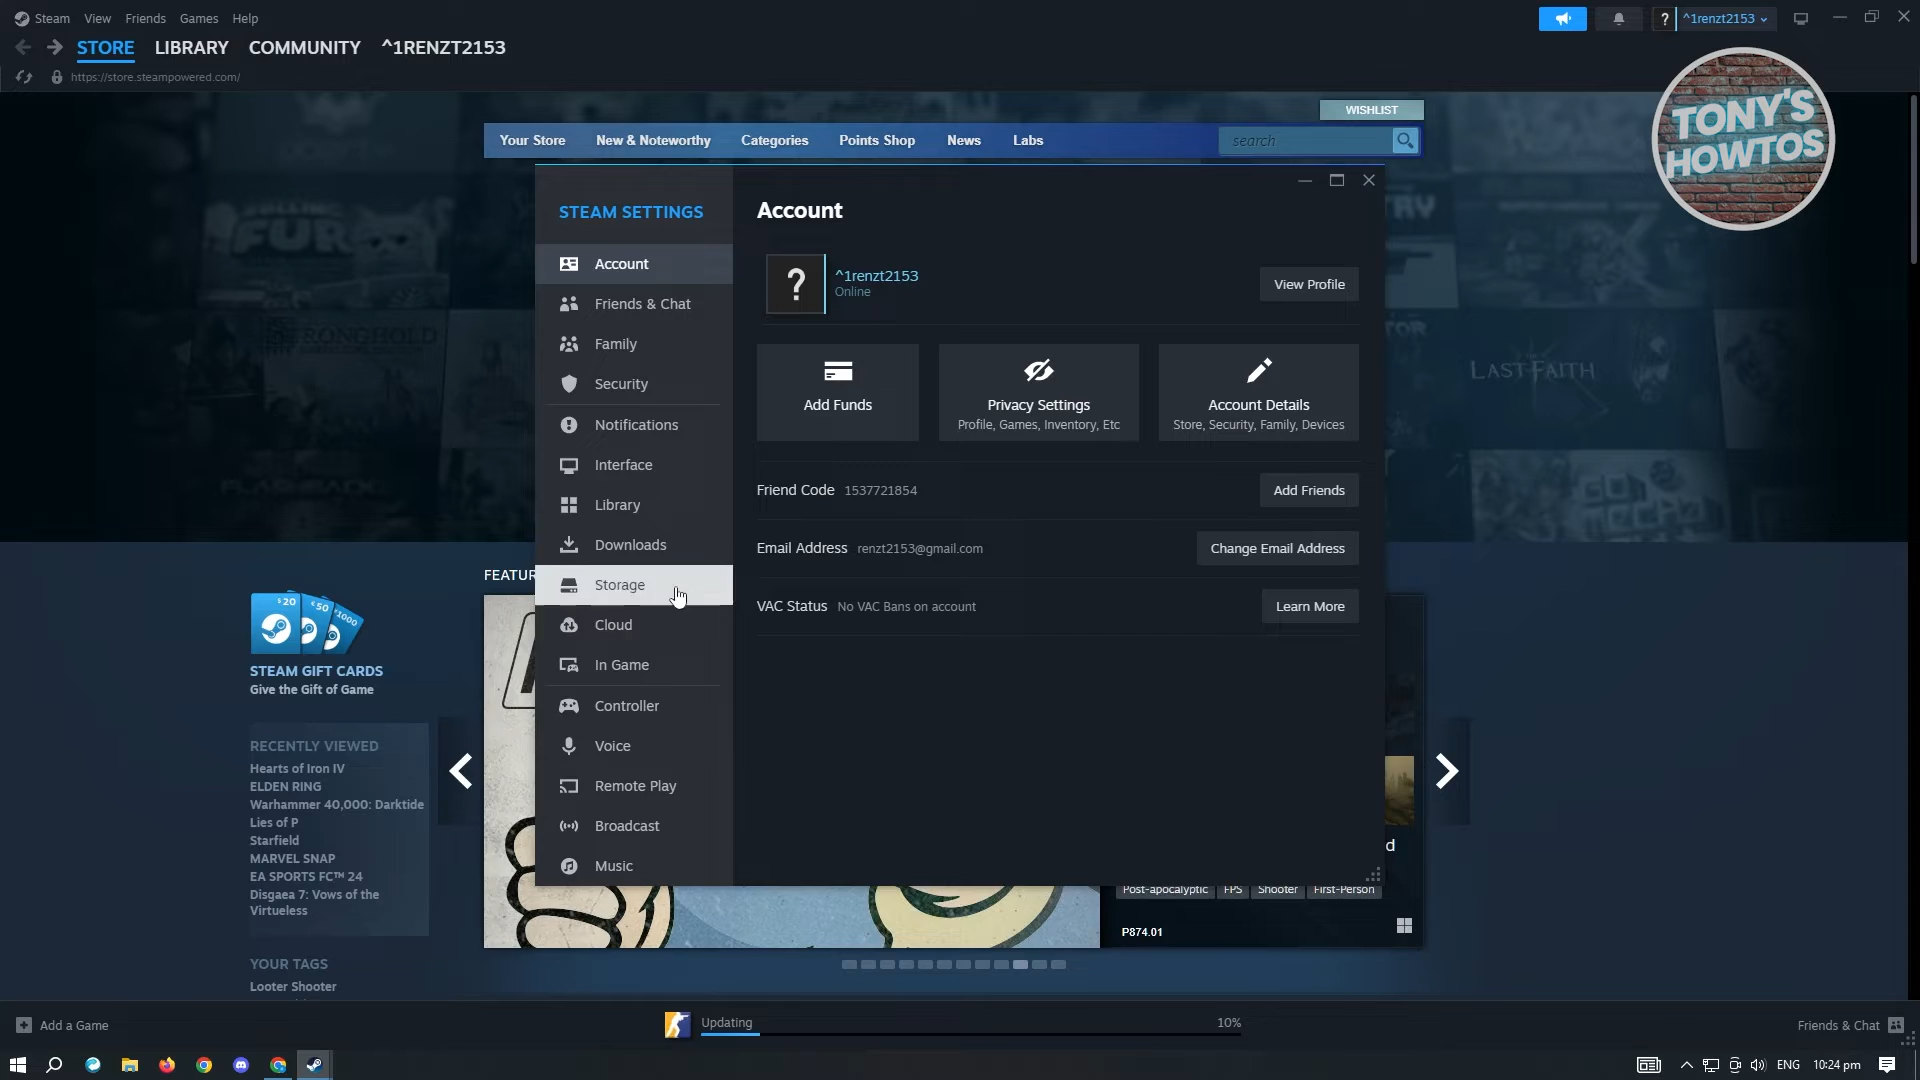 Steam View Friends Games Help
^1renzt2153
STORE LIBRARY COMMUNITY ^1RENZT2153
https://store.steampowered.com/
TONY'S
HOWTOS
WISHLIST
Your Store New & Noteworthy Categories Points Shop News Labs
search
STEAM SETTINGS
Account
Friends & Chat
Family
Security
Notifications
Interface
Library
Downloads
Storage
Cloud
In Game
Controller
Voice
Remote Play
Broadcast
Music
Account
?
^1renzt2153
Online
View Profile
Add Funds
Privacy Settings
Profile, Games, Inventory, Etc
Account Details
Store, Security, Family, Devices
Friend Code 1537721854
Add Friends
Email Address renzt2153@gmail.com
Change Email Address
VAC Status No VAC Bans on account
Learn More
LAST FAITH
STRONGHOLD
FLASHBACK
FEATUR
$20 €50 ¥1000
STEAM GIFT CARDS
Give the Gift of Game
RECENTLY VIEWED
Hearts of Iron IV
ELDEN RING
Warhammer 40,000: Darktide
Lies of P
Starfield
MARVEL SNAP
EA SPORTS FC™ 24
Disgaea 7: Vows of the
Virtueless
YOUR TAGS
Looter Shooter
d
Post-apocalyptic FPS Shooter First-Person
P874.01
Add a Game
Updating 10%
Friends & Chat
ENG 10:24 pm